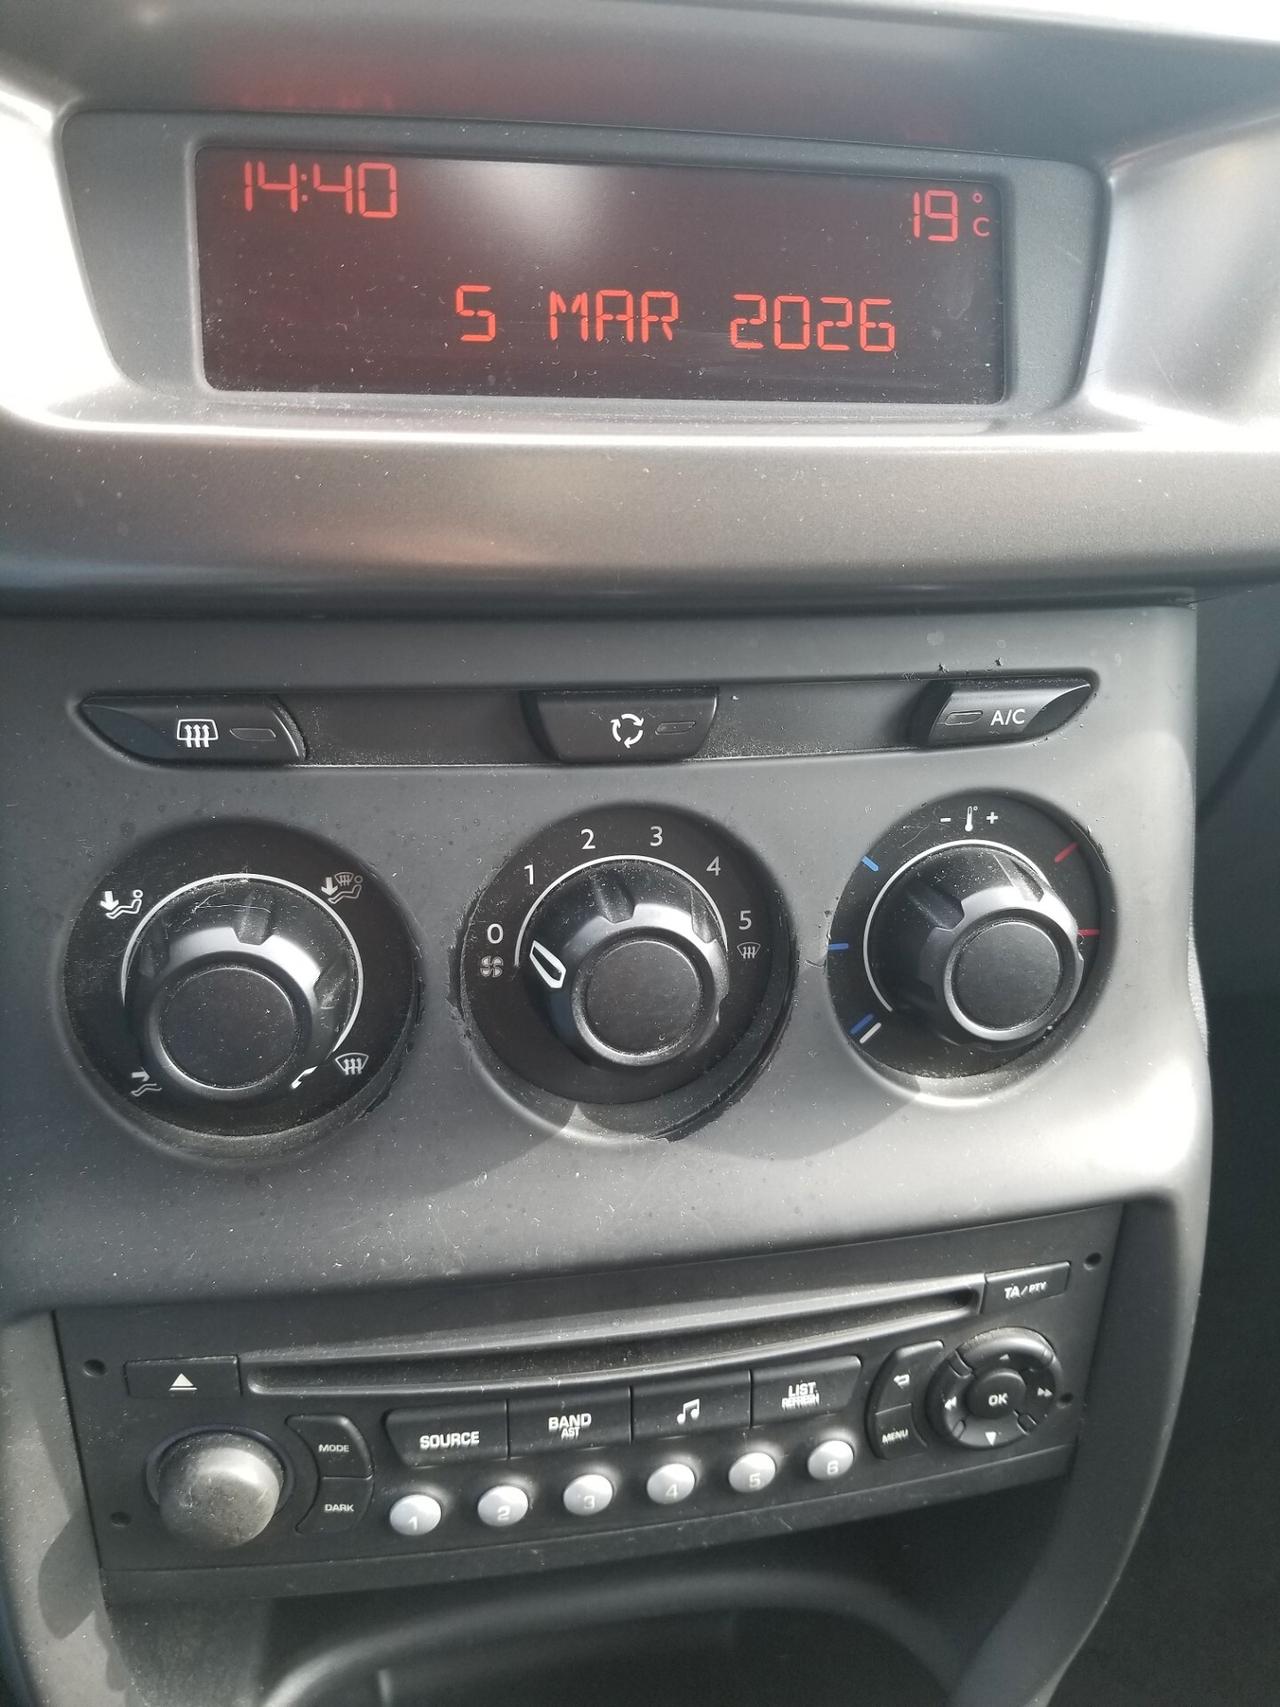 14:40
19°C
5 MAR 2026
A/C
0
1
2
3
4
5
- +
TA/PTY
SOURCE
BAND
AST
LIST
REFRESH
MODE
DARK
MENU
OK
1
2
3
4
5
6